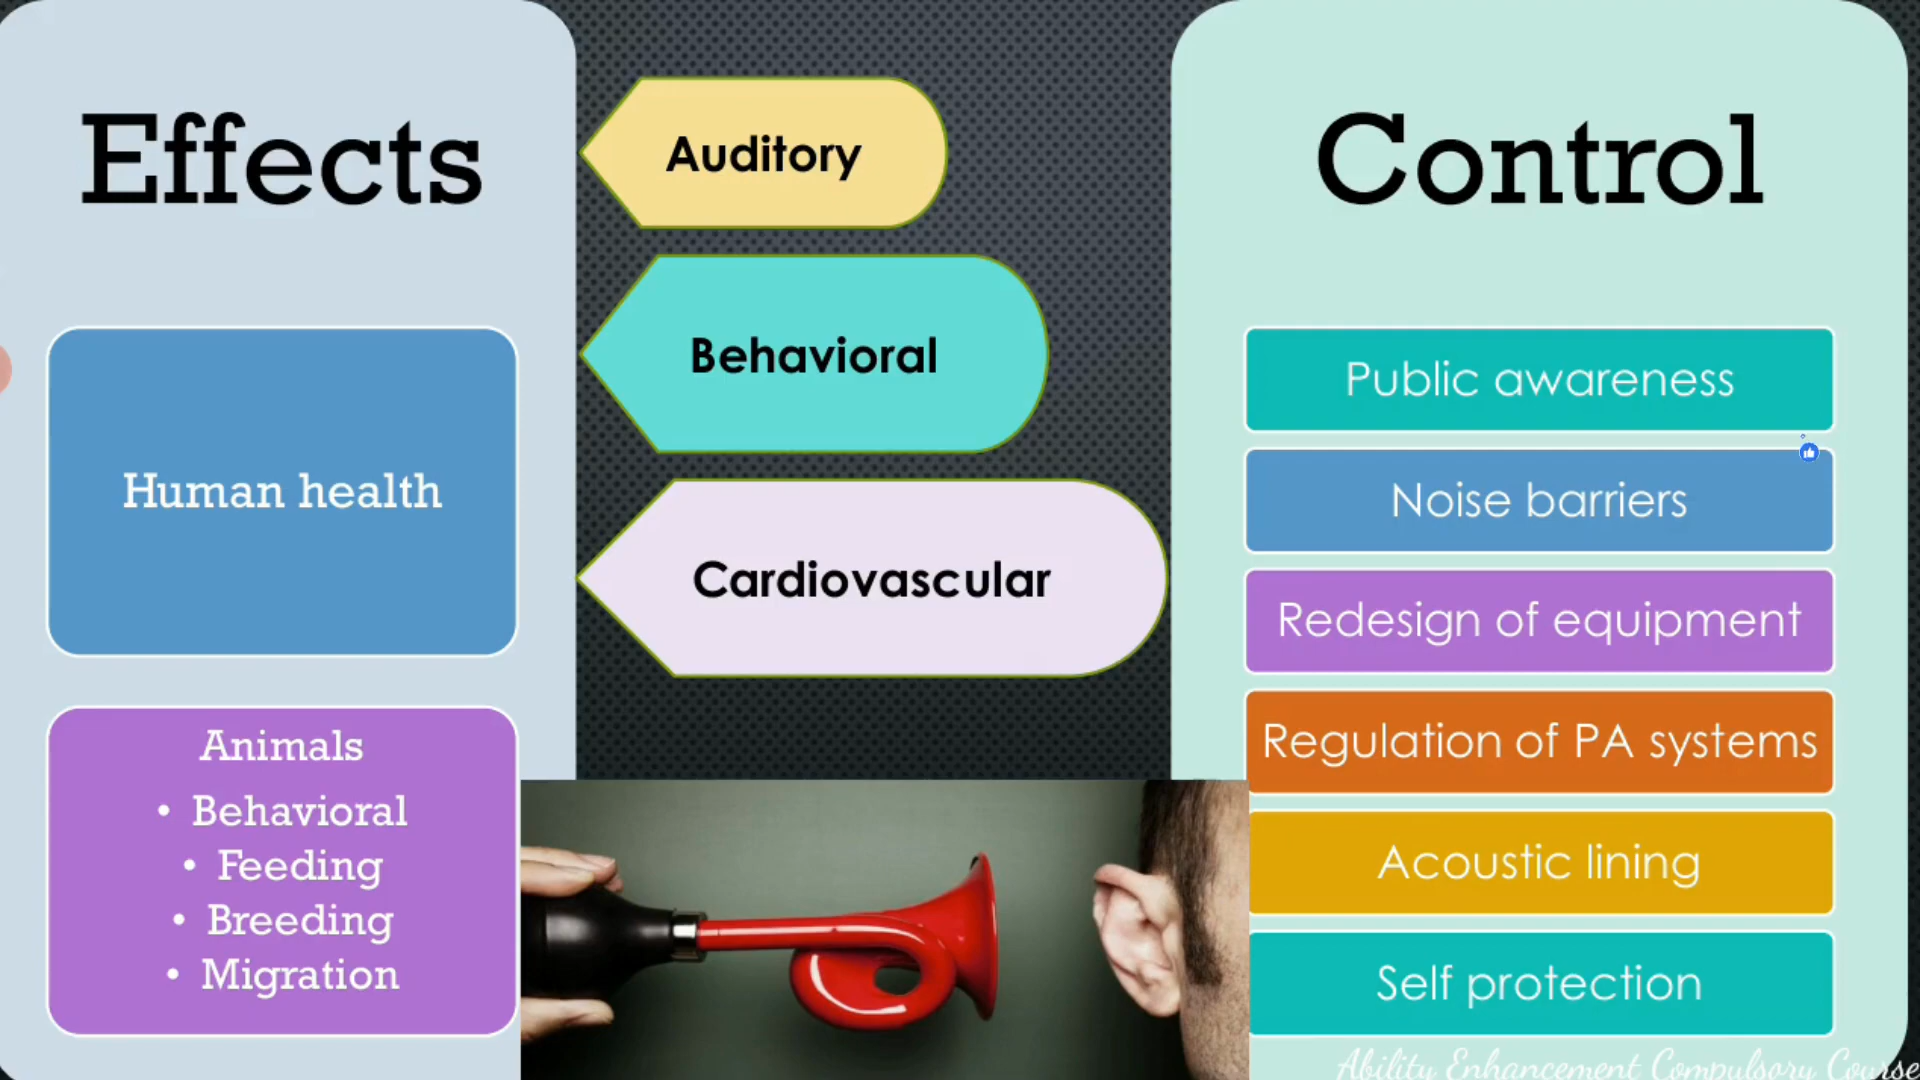 Effects
Human health
Animals
• Behavioral
• Feeding
• Breeding
• Migration
Auditory
Behavioral
Cardiovascular
Control
Public awareness
Noise barriers
Redesign of equipment
Regulation of PA systems
Acoustic lining
Self protection
Ability Enhancement Compulsory Course